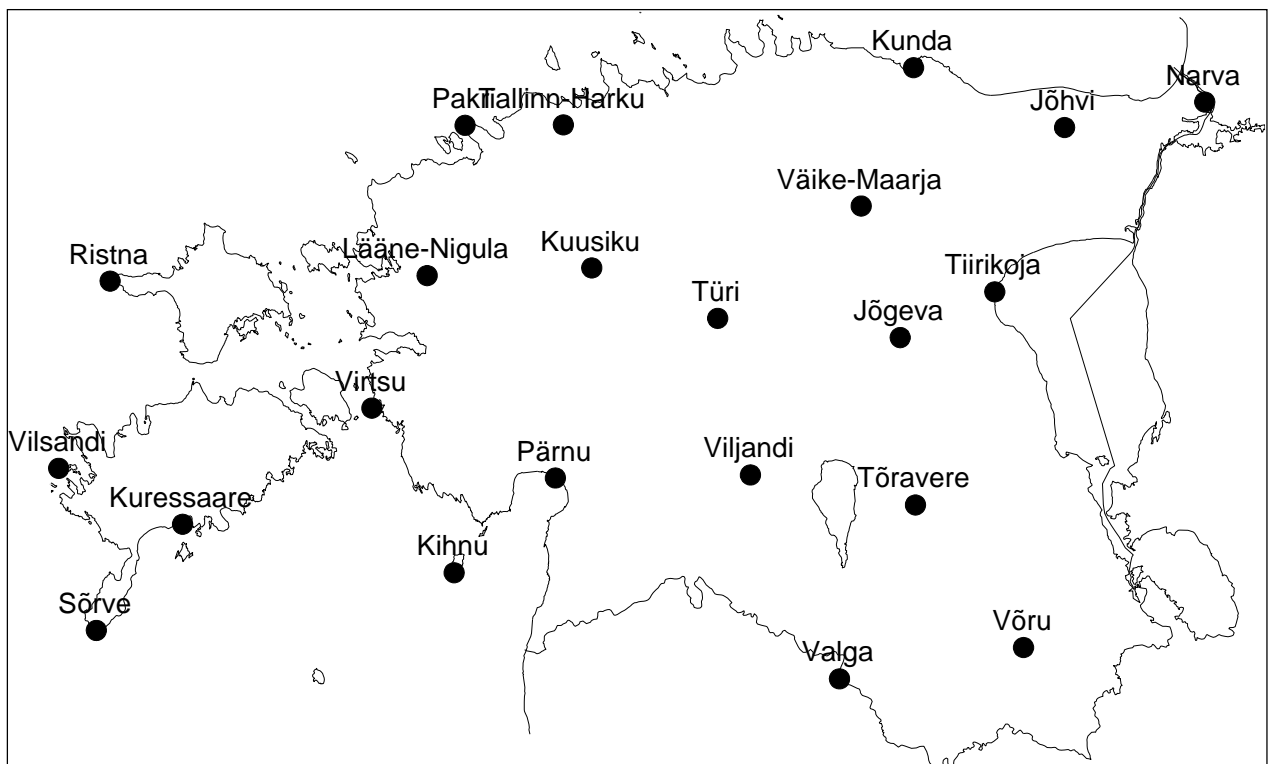 Kunda
Narva
Pakri
Tallinn-Harku
Jõhvi
Väike-Maarja
Ristna
Lääne-Nigula
Kuusiku
Tiirikoja
Türi
Jõgeva
Virtsu
Vilsandi
Pärnu
Viljandi
Tõravere
Kuressaare
Kihnu
Sõrve
Võru
Valga